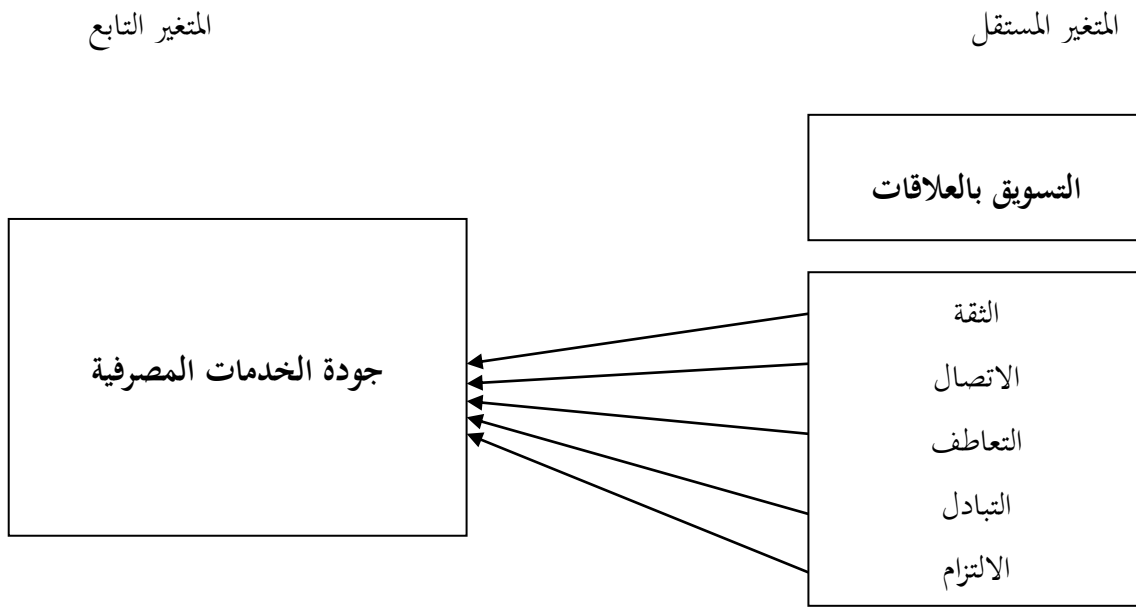 المتغير المستقل
المتغير التابع
التسويق بالعلاقات
الثقة
الاتصال
التعاطف
التبادل
الالتزام
جودة الخدمات المصرفية